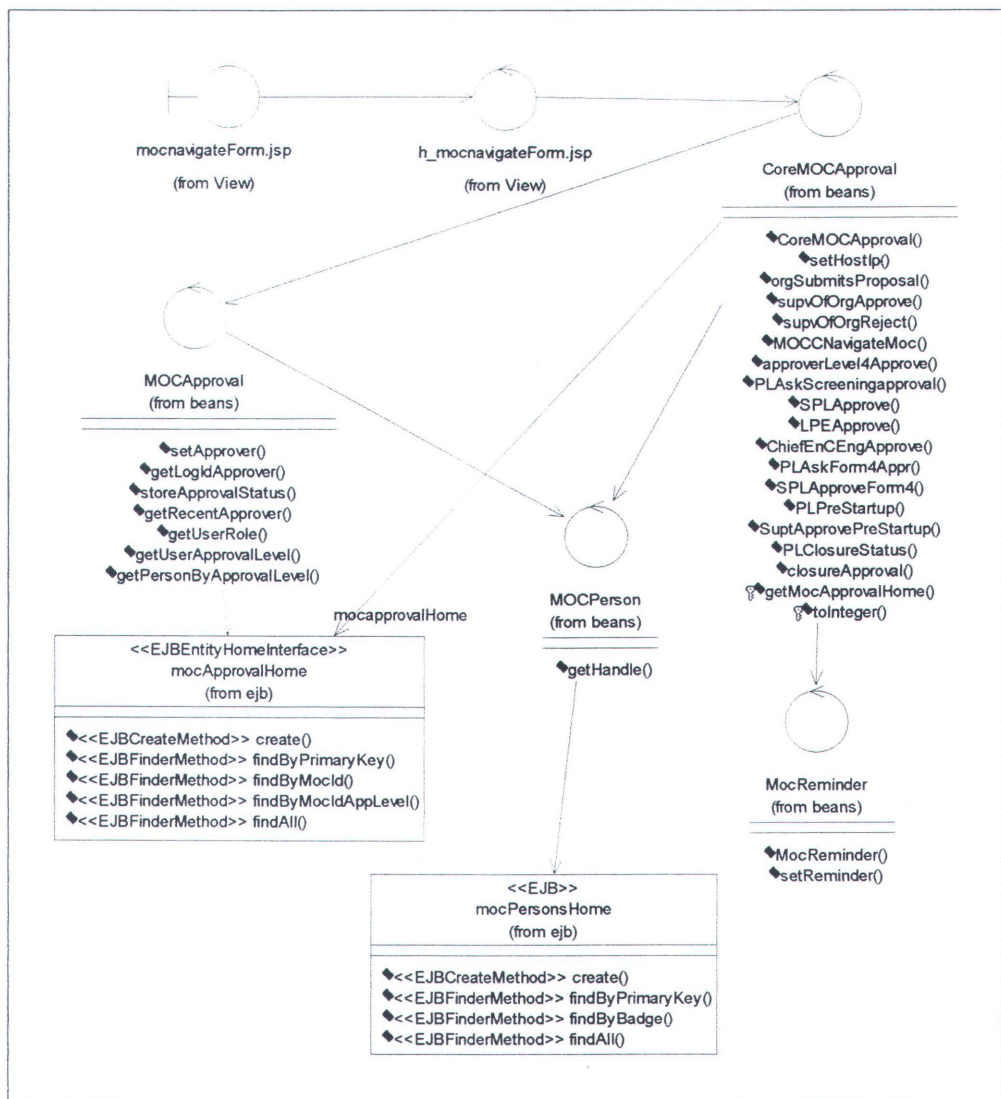 mocnavigateForm.jsp
(from View)
h_mocnavigateForm.jsp
(from View)
CoreMOCApproval
(from beans)
CoreMOCApproval()
setHostIp()
orgSubmitsProposal()
supvOfOrgApprove()
supvOfOrgReject()
MOCCNavigateMoc()
approverLevel4Approve()
PLAskScreeningapproval()
SPLApprove()
LPEApprove()
ChiefEnCEngApprove()
PLAskForm4Appr()
SPLApproveForm4()
PLPreStartup()
SuptApprovePreStartup()
PLClosureStatus()
closureApproval()
getMocApprovalHome()
toInteger()
MOCApproval
(from beans)
setApprover()
getLogIdApprover()
storeApprovalStatus()
getRecentApprover()
getUserRole()
getUserApprovalLevel()
getPersonByApprovalLevel()
mocapprovalHome
MOCPerson
(from beans)
getHandle()
<<EJBEntityHomeInterface>>
mocApprovalHome
(from ejb)
<<EJBCreateMethod>> create()
<<EJBFinderMethod>> findByPrimaryKey()
<<EJBFinderMethod>> findByMocId()
<<EJBFinderMethod>> findByMocIdAppLevel()
<<EJBFinderMethod>> findAll()
MocReminder
(from beans)
MocReminder()
setReminder()
<<EJB>>
mocPersonsHome
(from ejb)
<<EJBCreateMethod>> create()
<<EJBFinderMethod>> findByPrimaryKey()
<<EJBFinderMethod>> findByBadge()
<<EJBFinderMethod>> findAll()